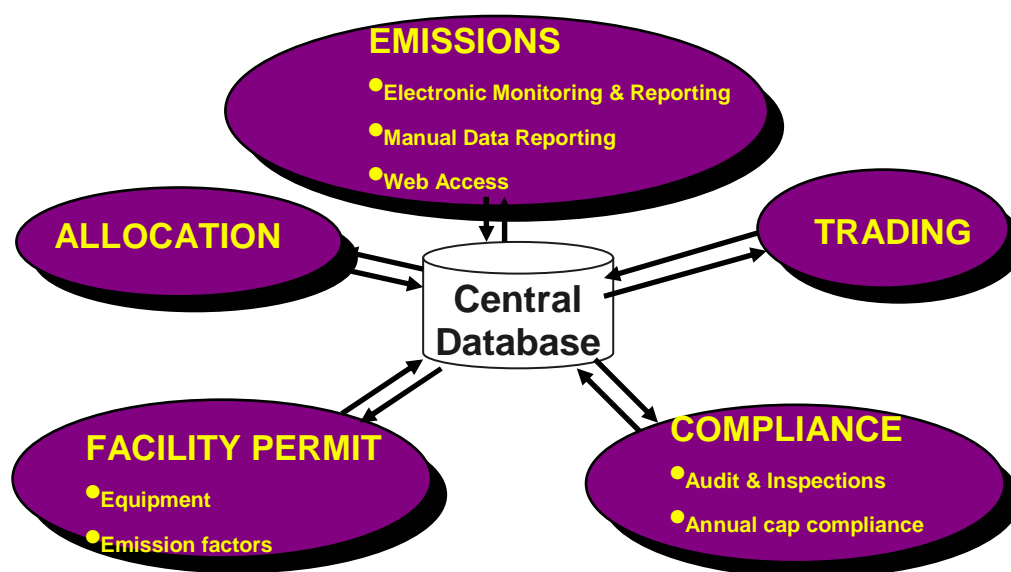 EMISSIONS
●Electronic Monitoring & Reporting
●Manual Data Reporting
●Web Access
ALLOCATION
TRADING
Central
Database
FACILITY PERMIT
●Equipment
●Emission factors
COMPLIANCE
●Audit & Inspections
●Annual cap compliance